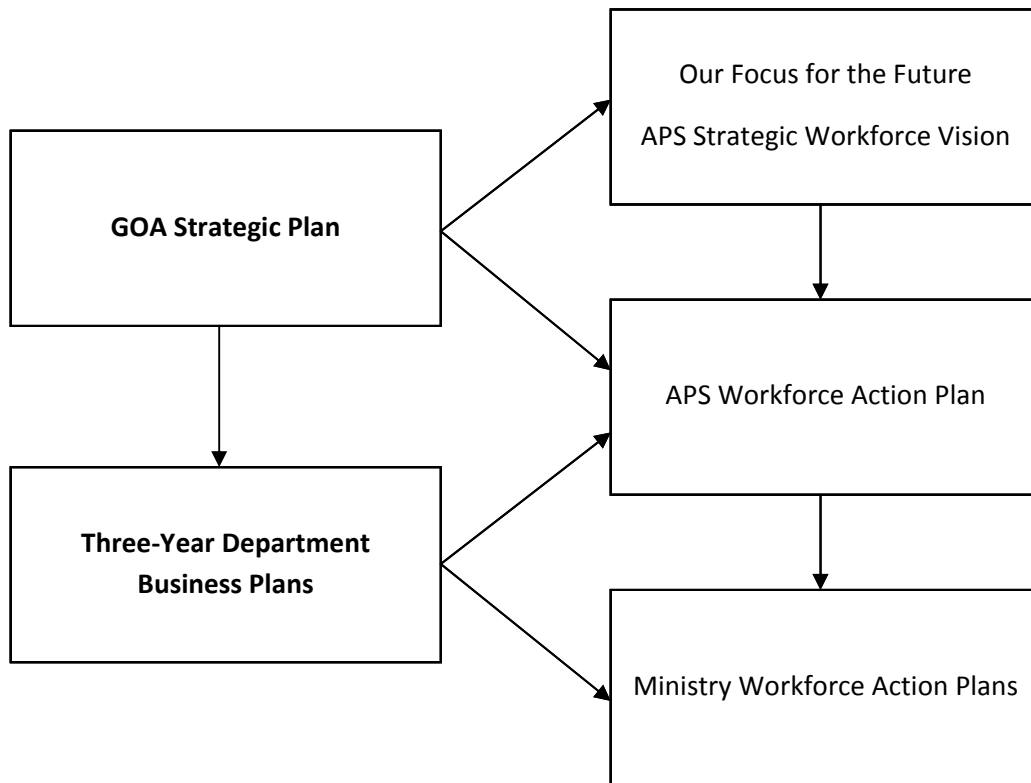 Our Focus for the Future
APS Strategic Workforce Vision
GOA Strategic Plan
APS Workforce Action Plan
Three-Year Department
Business Plans
Ministry Workforce Action Plans